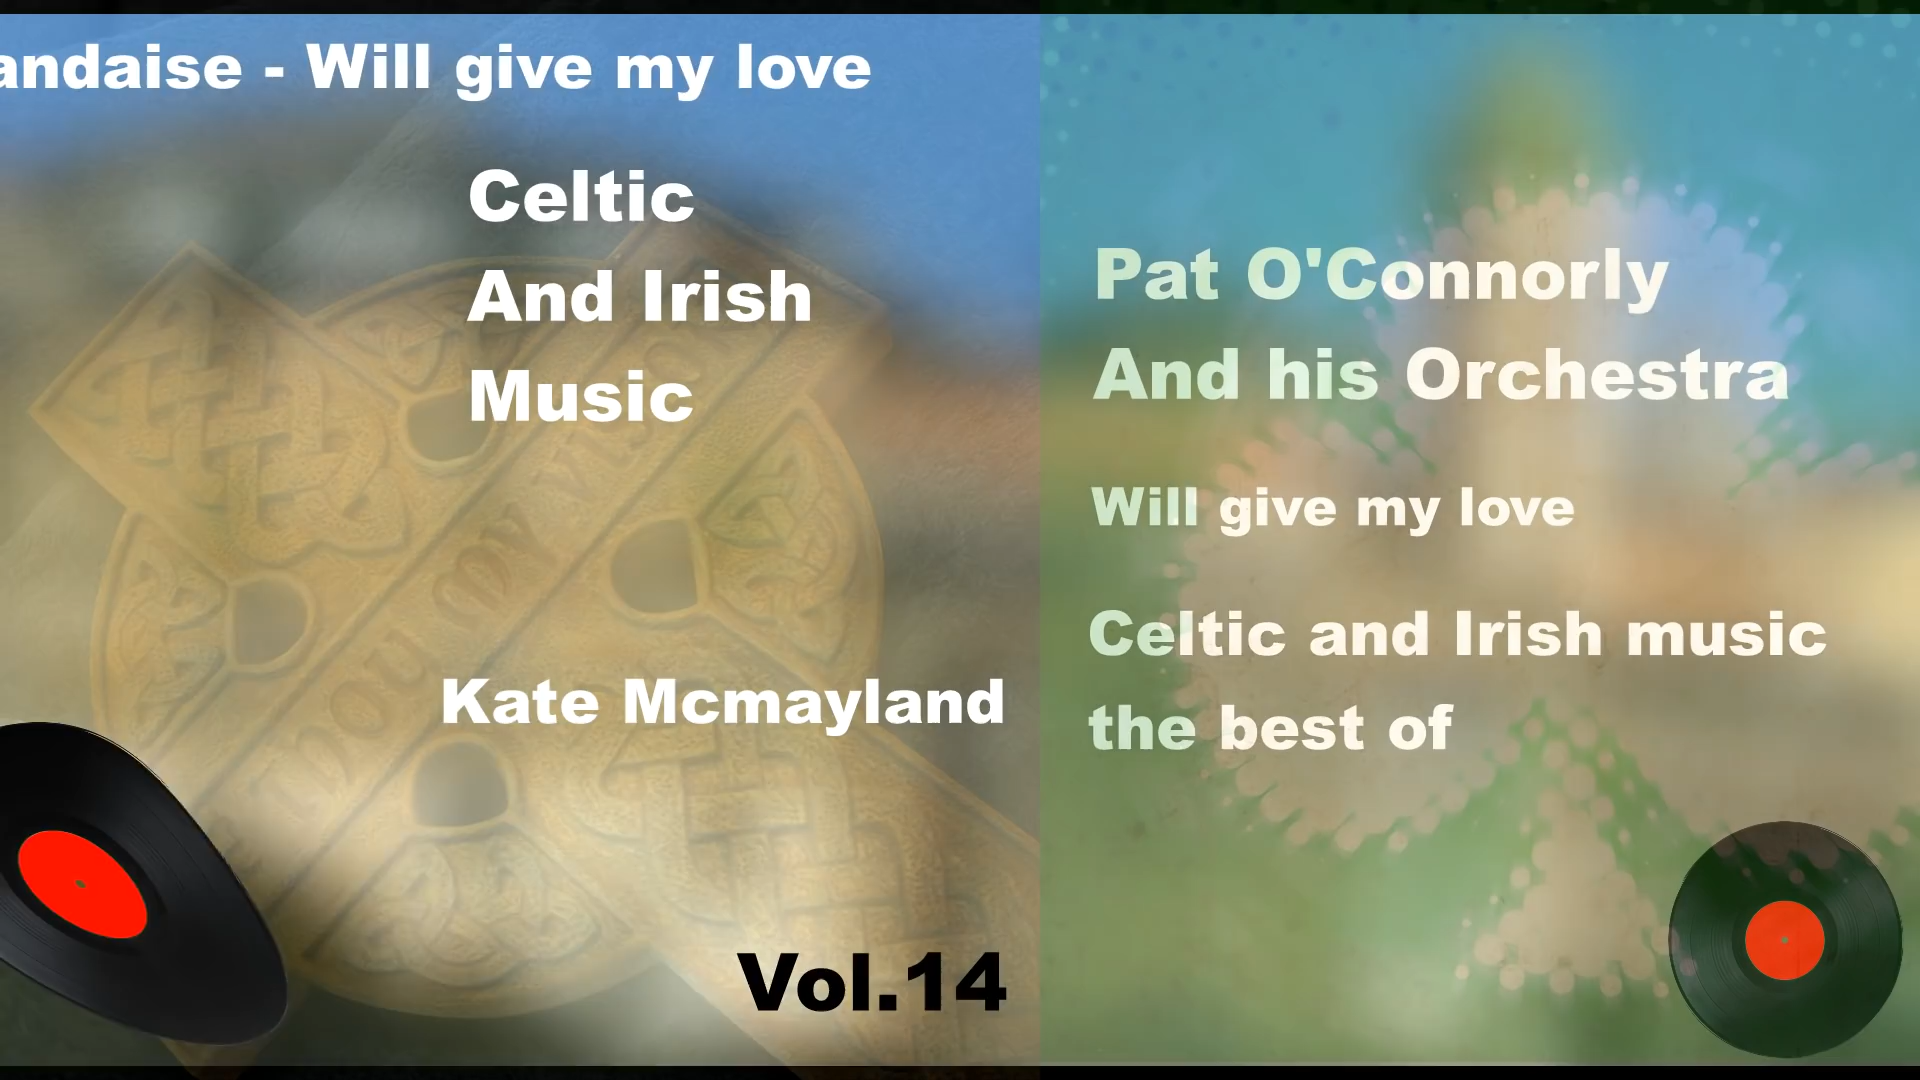 andaise - Will give my love
Celtic
And Irish
Music
Kate Mcmayland
Vol.14
Pat O'Connorly
And his Orchestra
Will give my love
Celtic and Irish music
the best of